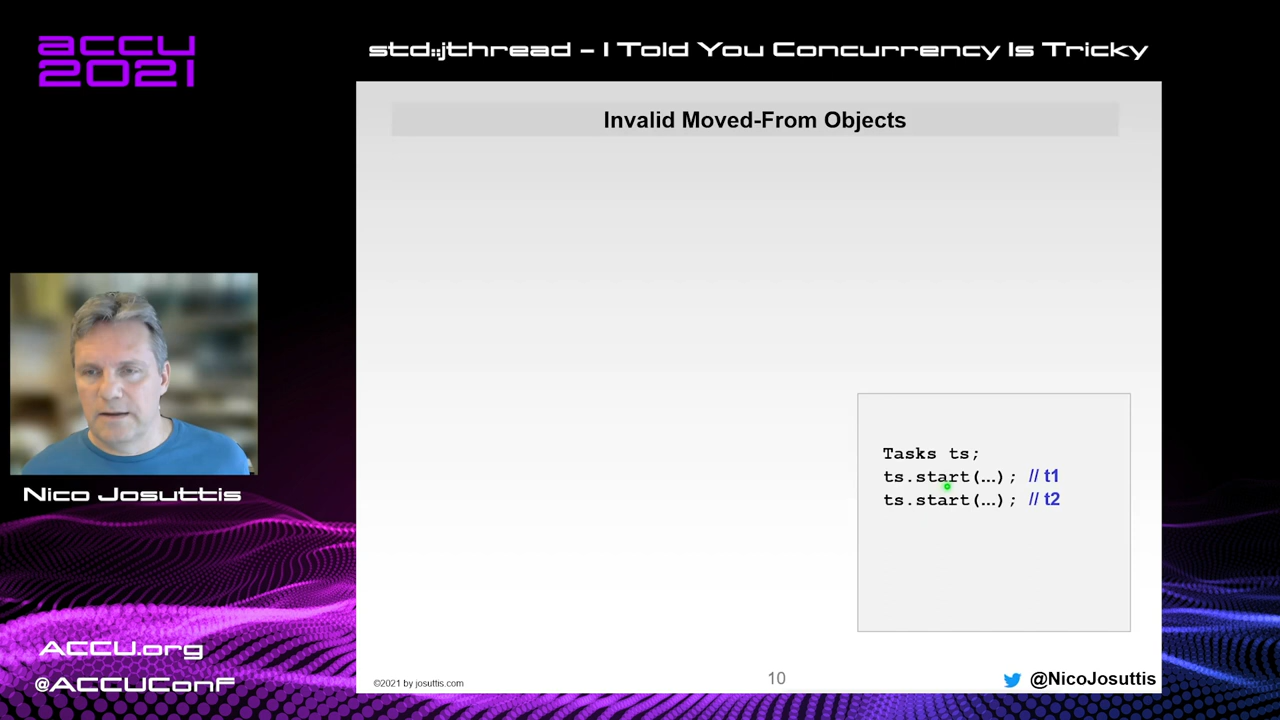 accu
2021
std::jthread – I Told You Concurrency Is Tricky
Invalid Moved-From Objects
Tasks ts;
ts.start(…); // t1
ts.start(…); // t2
Nico Josuttis
ACCU.org
@ACCUConf
©2021 by josuttis.com
10
@NicoJosuttis